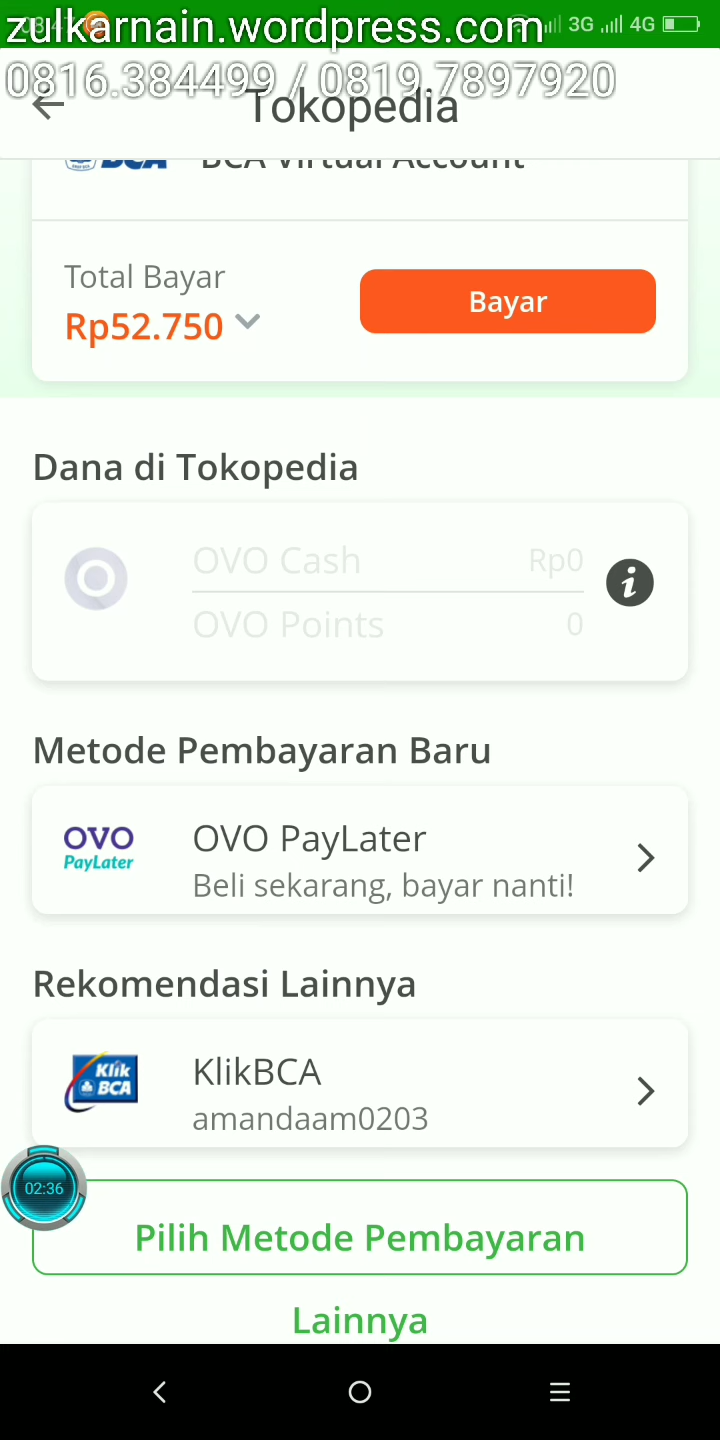 zulkarnain.wordpress.com
3G 4G
0816.384499 / 0819.7897920
Tokopedia
BCA BCA Virtual Account
Total Bayar
Rp52.750
Bayar
Dana di Tokopedia
OVO Cash Rp0
OVO Points 0
Metode Pembayaran Baru
OVO PayLater
OVO PayLater
Beli sekarang, bayar nanti!
Rekomendasi Lainnya
Klik BCA
KlikBCA
amandaam0203
02:36
Pilih Metode Pembayaran
Lainnya